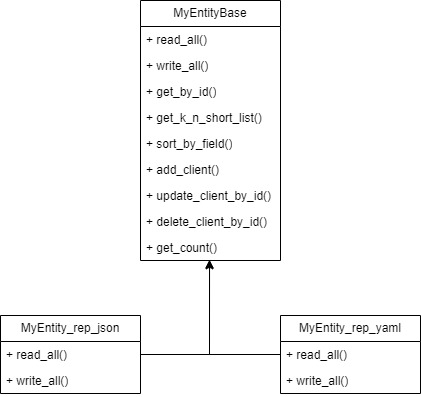 MyEntityBase
+ read_all()
+ write_all()
+ get_by_id()
+ get_k_n_short_list()
+ sort_by_field()
+ add_client()
+ update_client_by_id()
+ delete_client_by_id()
+ get_count()
MyEntity_rep_json
+ read_all()
+ write_all()
MyEntity_rep_yaml
+ read_all()
+ write_all()